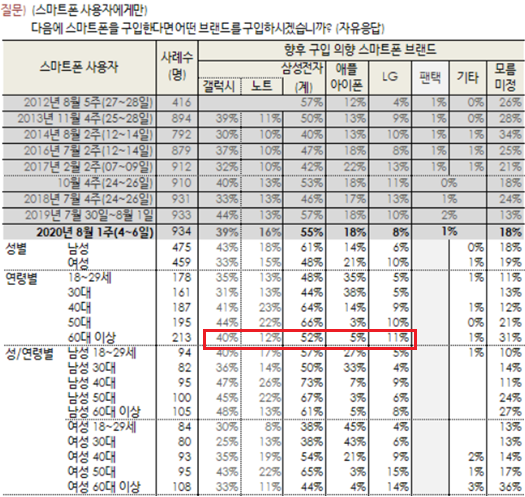 질문) (스마트폰 사용자에게만)
다음에 스마트폰을 구입한다면 어떤 브랜드를 구입하시겠습니까? (자유응답)
스마트폰 사용자 사례수 (명) 향후 구입 의향 스마트폰 브랜드
갤럭시 노트 삼성전자 (계) 애플 아이폰 LG 팬택 기타 모름 미정
2012년 8월 5주(27~28일) 416 57% 12% 4% 1% 0% 26%
2013년 11월 4주(25~28일) 894 39% 11% 50% 13% 9% 1% 0% 28%
2014년 8월 2주(12~14일) 792 30% 10% 40% 13% 10% 1% 1% 34%
2016년 7월 2주(12~14일) 879 37% 10% 47% 18% 8% 1% 1% 25%
2017년 2월 2주(07~09일) 912 32% 10% 42% 22% 13% 1% 1% 21%
10월 4주(24~26일) 910 40% 13% 53% 18% 11% 0% 18%
2018년 7월 4주(24~26일) 931 33% 13% 46% 17% 13% 1% 24%
2019년 7월 30일~8월 1일 933 44% 13% 57% 18% 10% 2% 13%
2020년 8월 1주(4~6일) 934 39% 16% 55% 18% 8% 1% 18%
성별 남성 475 43% 18% 61% 14% 6% 0% 18%
여성 459 33% 15% 48% 21% 10% 1% 19%
연령별 18~29세 178 35% 13% 48% 35% 5% 1% 11%
30대 161 31% 13% 44% 38% 5% 13%
40대 187 41% 23% 64% 14% 9% 1% 12%
50대 195 44% 22% 66% 3% 10% 0% 21%
60대 이상 213 40% 12% 52% 5% 11% 1% 31%
성/연령별 남성 18~29세 94 40% 17% 57% 27% 5% 1% 10%
남성 30대 82 36% 14% 50% 33% 4% 14%
남성 40대 95 47% 26% 73% 7% 9% 11%
남성 50대 100 45% 22% 67% 3% 6% 24%
남성 60대 이상 105 48% 13% 61% 5% 8% 27%
여성 18~29세 84 30% 8% 38% 45% 4% 13%
여성 30대 80 25% 13% 38% 43% 6% 13%
여성 40대 93 35% 19% 54% 21% 9% 2% 14%
여성 50대 95 43% 22% 65% 3% 15% 1% 17%
여성 60대 이상 108 33% 11% 44% 4% 14% 3% 36%